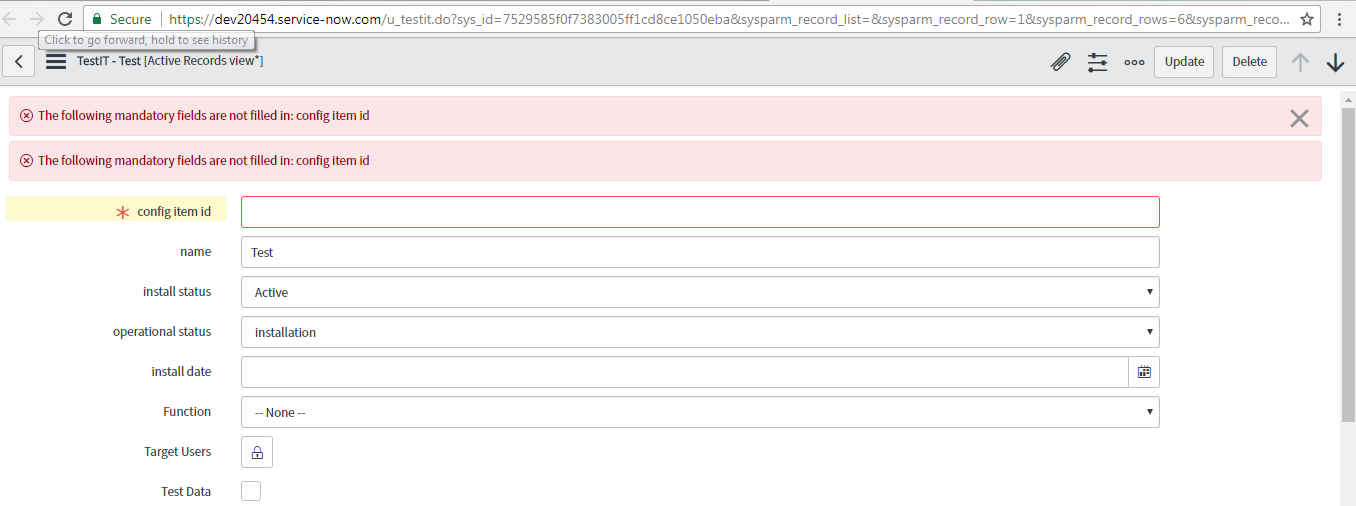 Secure https://dev20454.service-now.com/u_testit.do?sys_id=7529585f0f7383005ff1cd8ce1050eba&sysparm_record_list=&sysparm_record_row=1&sysparm_record_rows=6&sysparm_reco...
Click to go forward, hold to see history
TestIT - Test [Active Records view*]
Update
Delete
The following mandatory fields are not filled in: config item id
The following mandatory fields are not filled in: config item id
config item id
name Test
install status Active
operational status installation
install date
Function -- None --
Target Users
Test Data